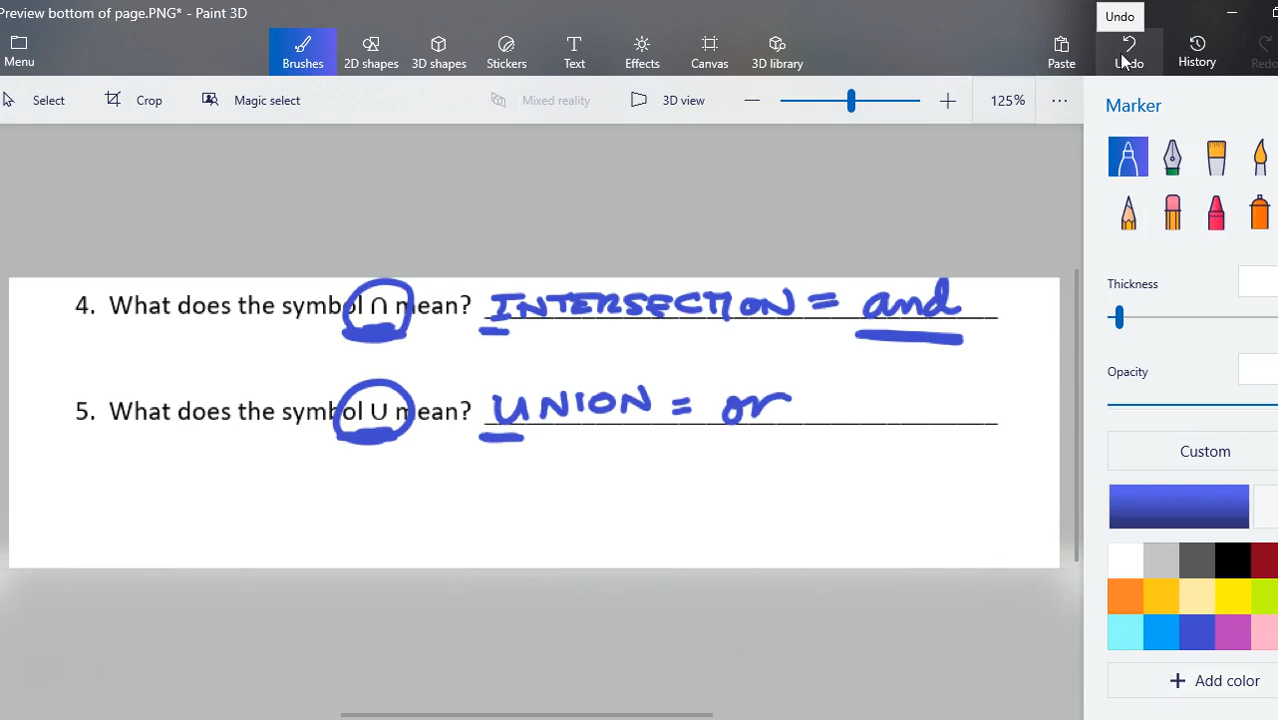 Preview bottom of page.PNG* - Paint 3D
Undo
Menu
Brushes
2D shapes
3D shapes
Stickers
Text
Effects
Canvas
3D library
Paste
Undo
History
Redo
Select
Crop
Magic select
Mixed reality
3D view
125%
Marker
4. What does the symbol ∩ mean? INTERSECTION = and
Thickness
Opacity
5. What does the symbol ∪ mean? UNION = or
Custom
Add color